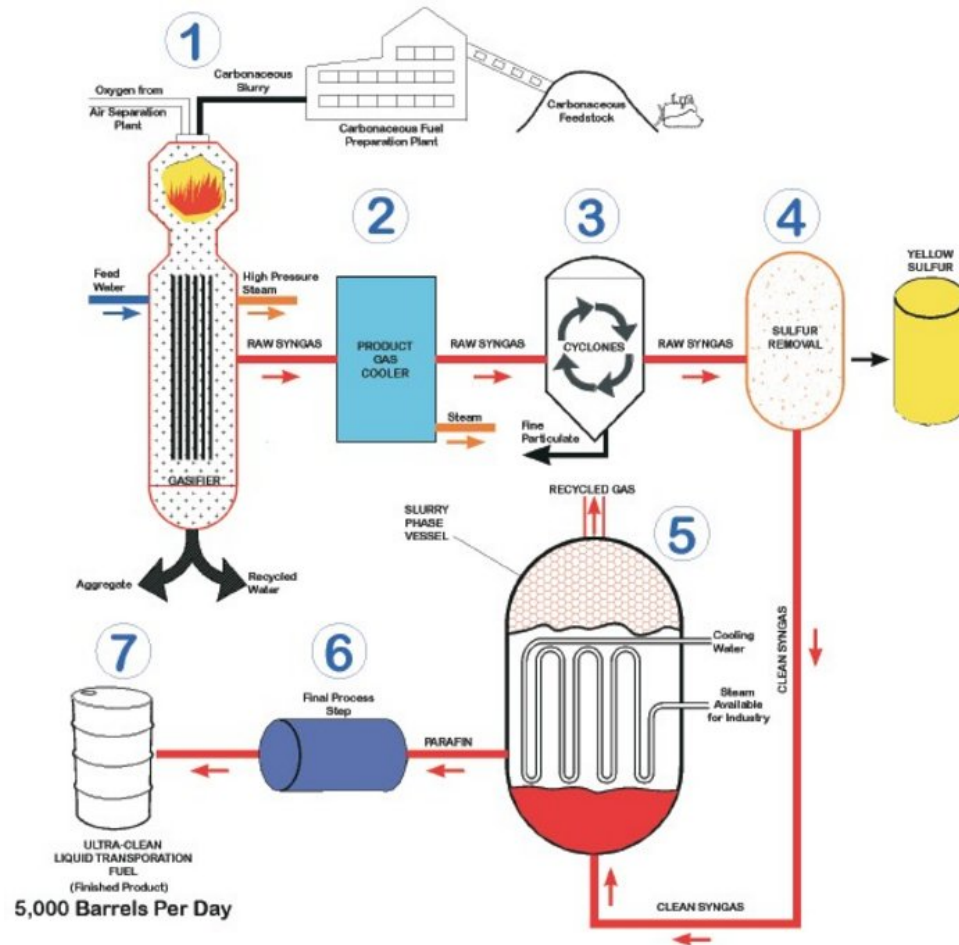 1
Oxygen from
Air Separation
Plant
Carbonaceous
Slurry
Carbonaceous Fuel
Preparation Plant
Carbonaceous
Feedstock
Feed
Water
High Pressure
Steam
GASIFIER
Aggregate
Recycled
Water
RAW SYNGAS
2
PRODUCT
GAS
COOLER
Steam
RAW SYNGAS
3
CYCLONES
Fine
Particulate
RAW SYNGAS
4
SULFUR
REMOVAL
YELLOW
SULFUR
CLEAN SYNGAS
CLEAN SYNGAS
5
RECYCLED GAS
SLURRY
PHASE
VESSEL
Cooling
Water
Steam
Available
for Industry
PARAFIN
6
Final Process
Step
7
ULTRA-CLEAN
LIQUID TRANSPORATION
FUEL
(Finished Product)
5,000 Barrels Per Day